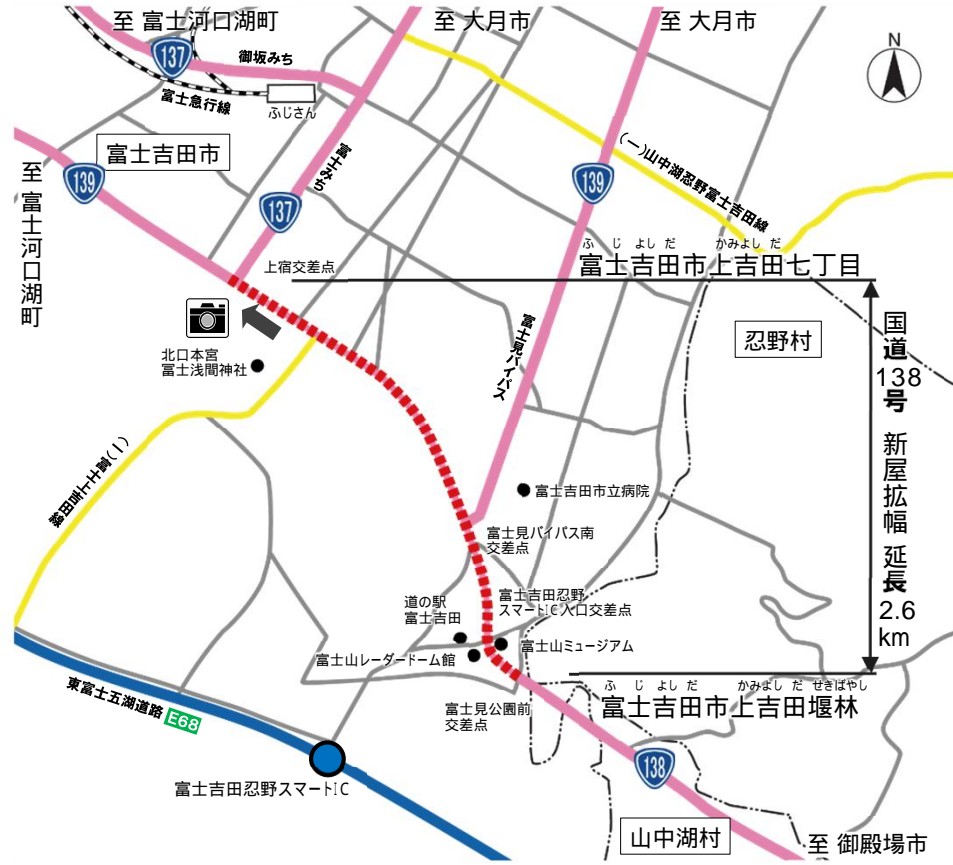 至 富士河口湖町
至 大月市
至 大月市
N
137
御坂みち
富士急行線
ふじさん
富士吉田市
139
至 富士河口湖町
富士みち
137
139
(一)山中湖忍野富士吉田線
上宿交差点
ふ じ よし だ かみよし だ
富士吉田市上吉田七丁目
北口本宮
富士浅間神社
富士見バイパス
忍野村
国道138号 新屋拡幅 延長2.6km
(一)富士上吉田線
富士吉田市立病院
富士見バイパス南
交差点
道の駅
富士吉田
富士吉田忍野
スマートIC入口交差点
富士山ミュージアム
富士山レーダードーム館
ふ じ よし だ かみよし だ せぎばやし
富士吉田市上吉田堰林
富士見公園前
交差点
東富士五湖道路 E68
138
富士吉田忍野スマートIC
山中湖村
至 御殿場市